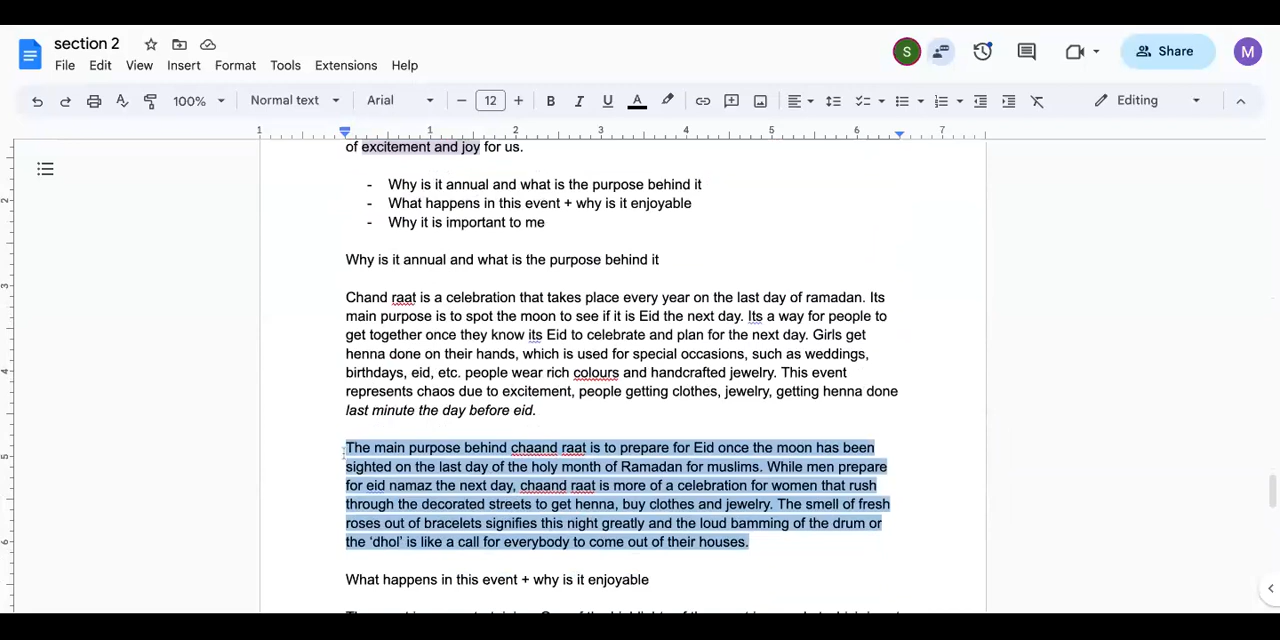 section 2
File Edit View Insert Format Tools Extensions Help
S
Share
M
100% Normal text Arial 12 B I U A Editing
1 1 2 3 4 5 6 7
of excitement and joy for us.
- Why is it annual and what is the purpose behind it
- What happens in this event + why is it enjoyable
- Why it is important to me
Why is it annual and what is the purpose behind it
Chand raat is a celebration that takes place every year on the last day of ramadan. Its
main purpose is to spot the moon to see if it is Eid the next day. Its a way for people to
get together once they know its Eid to celebrate and plan for the next day. Girls get
henna done on their hands, which is used for special occasions, such as weddings,
birthdays, eid, etc. people wear rich colours and handcrafted jewelry. This event
represents chaos due to excitement, people getting clothes, jewelry, getting henna done
last minute the day before eid.
The main purpose behind chaand raat is to prepare for Eid once the moon has been
sighted on the last day of the holy month of Ramadan for muslims. While men prepare
for eid namaz the next day, chaand raat is more of a celebration for women that rush
through the decorated streets to get henna, buy clothes and jewelry. The smell of fresh
roses out of bracelets signifies this night greatly and the loud bamming of the drum or
the ‘dhol’ is like a call for everybody to come out of their houses.
What happens in this event + why is it enjoyable